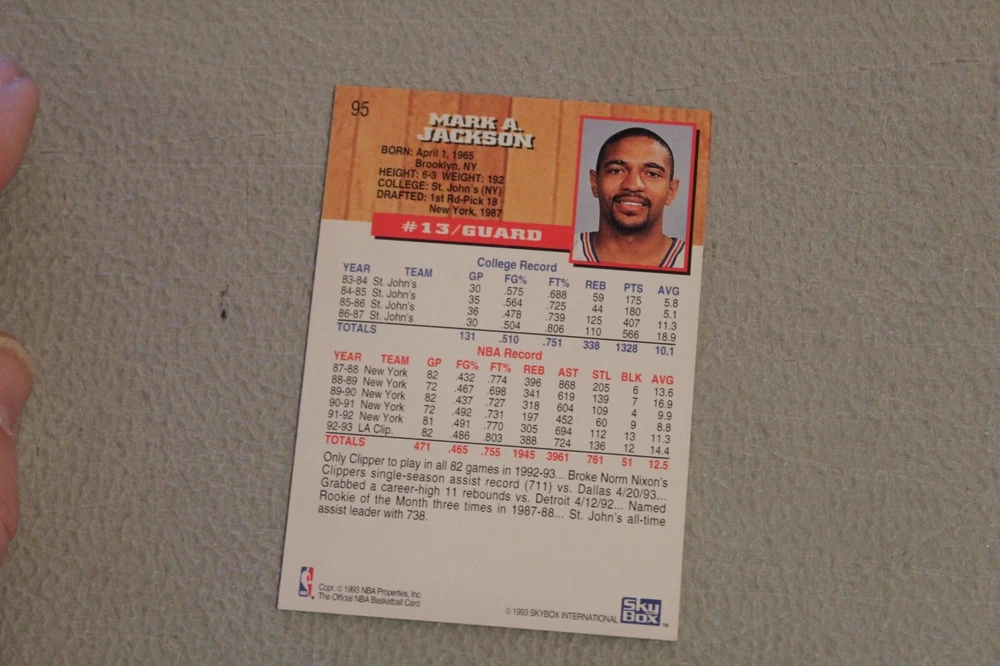 95
MARK A.
JACKSON
BORN: April 1, 1965
Brooklyn, NY
HEIGHT: 6-3 WEIGHT: 192
COLLEGE: St. John's (NY)
DRAFTED: 1st Rd-Pick 18
New York, 1987
#13/GUARD
College Record
YEAR TEAM GP FG% FT% REB PTS AVG
83-84 St. John's 30 .575 .688 59 175 5.8
84-85 St. John's 35 .564 .725 44 180 5.1
85-86 St. John's 36 .478 .739 125 407 11.3
86-87 St. John's 30 .504 .806 110 566 18.9
TOTALS 131 .510 .751 338 1328 10.1
NBA Record
YEAR TEAM GP FG% FT% REB AST STL BLK AVG
87-88 New York 82 .432 .774 396 868 205 6 13.6
88-89 New York 72 .467 .698 341 619 139 7 16.9
89-90 New York 82 .437 .727 318 604 109 4 9.9
90-91 New York 72 .492 .731 197 452 60 9 8.8
91-92 New York 81 .491 .770 305 694 112 13 11.3
92-93 LA Clip. 82 .486 .803 388 724 136 12 14.4
TOTALS 471 .465 .755 1945 3961 761 51 12.5
Only Clipper to play in all 82 games in 1992-93... Broke Norm Nixon's
Clippers single-season assist record (711) vs. Dallas 4/20/93...
Grabbed a career-high 11 rebounds vs. Detroit 4/12/92... Named
Rookie of the Month three times in 1987-88... St. John's all-time
assist leader with 738.
Copr. © 1993 NBA Properties, Inc.
The Official NBA Basketball Card
© 1993 SKYBOX INTERNATIONAL
Sky
BOX
™